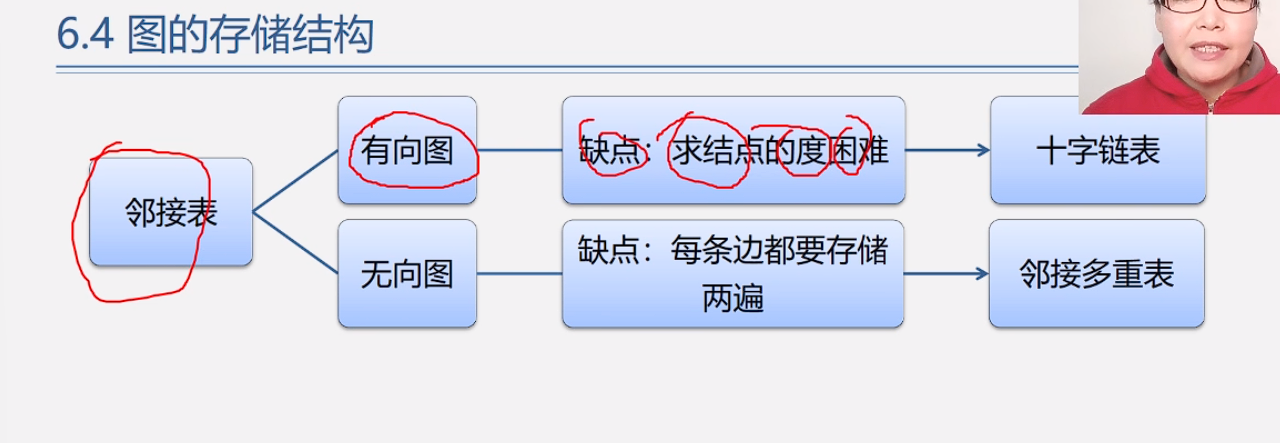 6.4 图的存储结构
邻接表
有向图
缺点：求结点的度困难
十字链表
无向图
缺点：每条边都要存储
两遍
邻接多重表